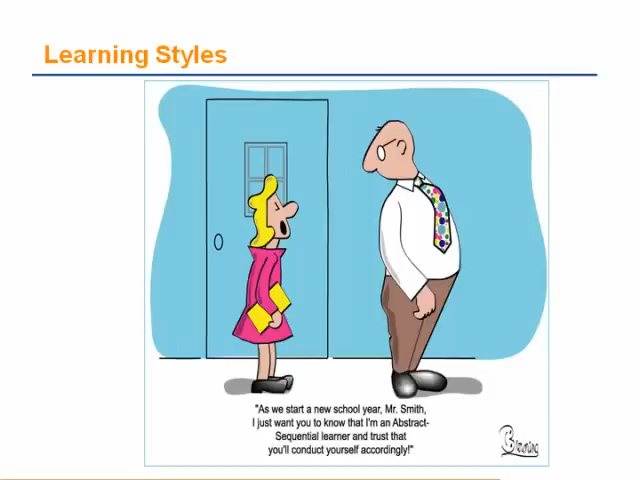 Learning Styles
"As we start a new school year, Mr. Smith,
I just want you to know that I'm an Abstract-
Sequential learner and trust that
you'll conduct yourself accordingly!"
Browning